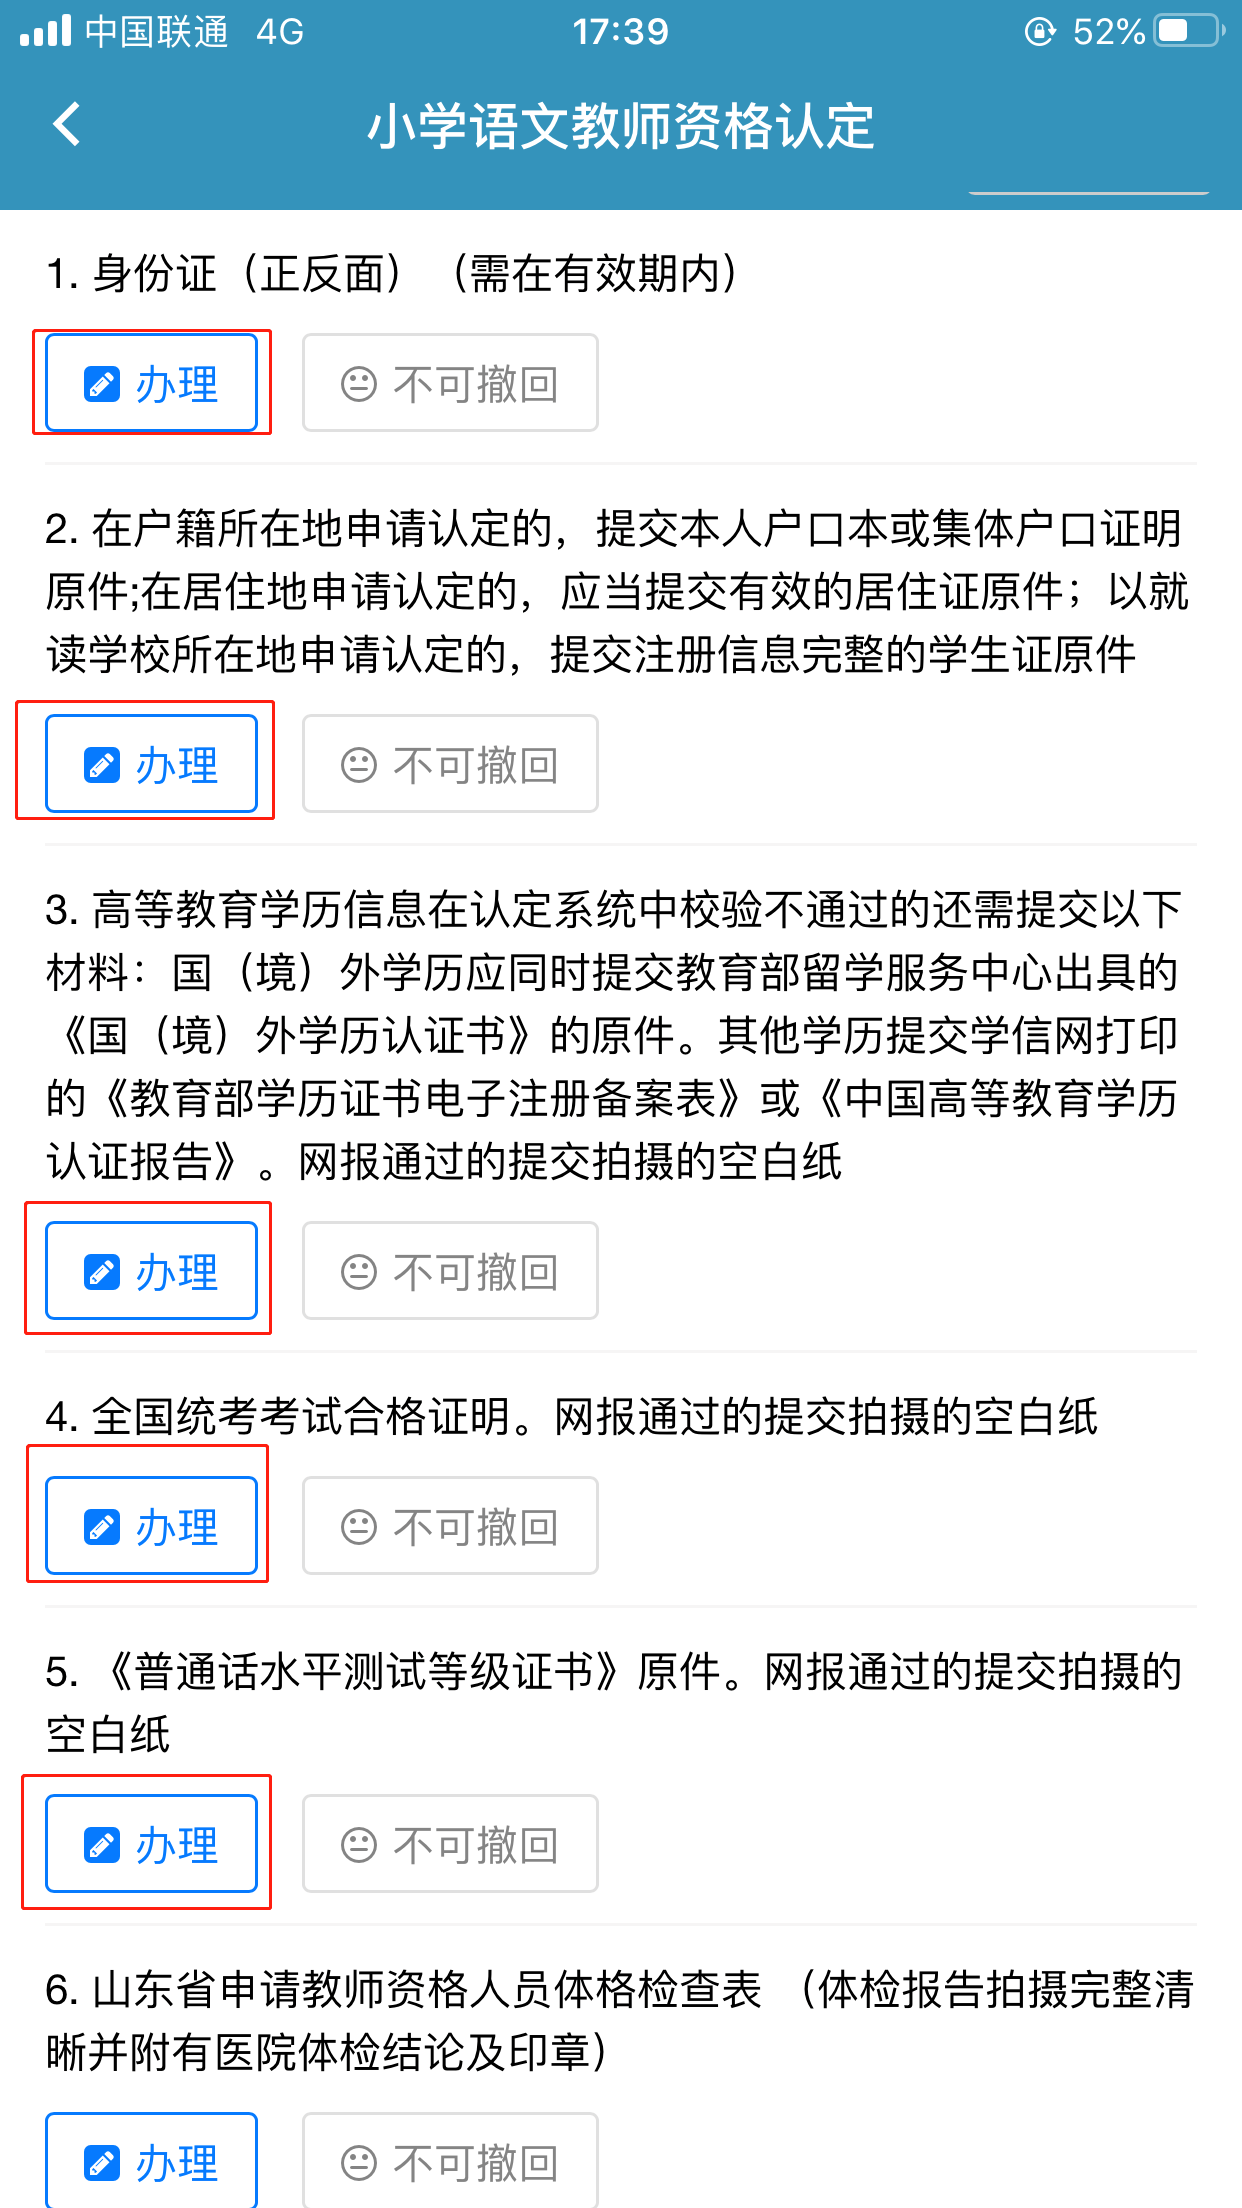 中国联通 4G 17:39 52%
小学语文教师资格认定
1. 身份证（正反面）（需在有效期内）
办理 不可撤回
2. 在户籍所在地申请认定的，提交本人户口本或集体户口证明
原件;在居住地申请认定的，应当提交有效的居住证原件；以就
读学校所在地申请认定的，提交注册信息完整的学生证原件
办理 不可撤回
3. 高等教育学历信息在认定系统中校验不通过的还需提交以下
材料：国（境）外学历应同时提交教育部留学服务中心出具的
《国（境）外学历认证书》的原件。其他学历提交学信网打印
的《教育部学历证书电子注册备案表》或《中国高等教育学历
认证报告》。网报通过的提交拍摄的空白纸
办理 不可撤回
4. 全国统考考试合格证明。网报通过的提交拍摄的空白纸
办理 不可撤回
5. 《普通话水平测试等级证书》原件。网报通过的提交拍摄的
空白纸
办理 不可撤回
6. 山东省申请教师资格人员体格检查表 （体检报告拍摄完整清
晰并附有医院体检结论及印章）
办理 不可撤回